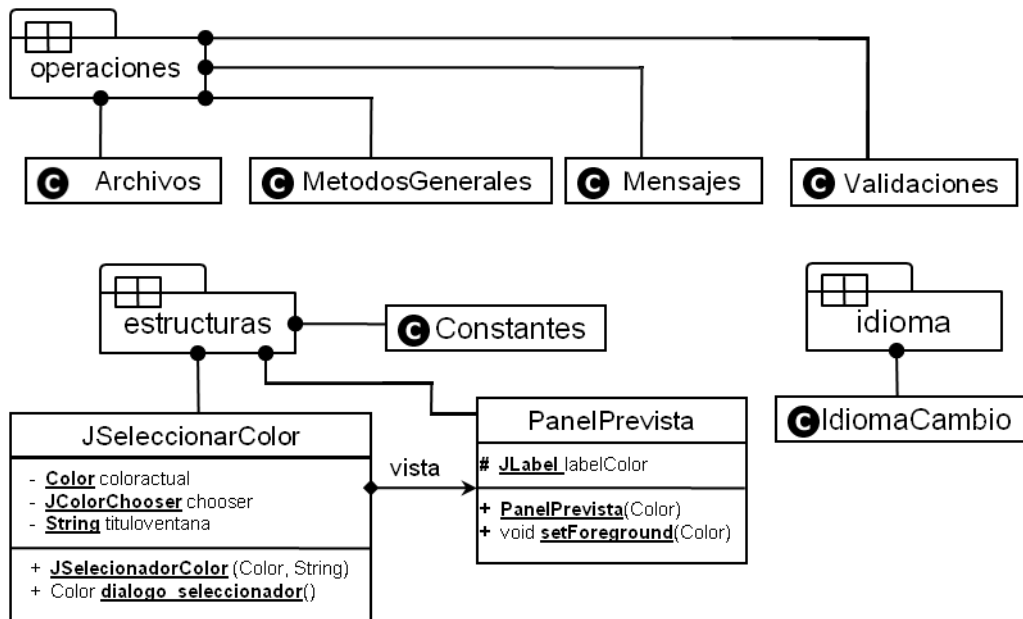 operaciones
C Archivos
C MetodosGenerales
C Mensajes
C Validaciones
estructuras
C Constantes
idioma
C IdiomaCambio
JSeleccionarColor
- Color coloractual
- JColorChooser chooser
- String tituloventana
+ JSelecionadorColor (Color, String)
+ Color dialogo_seleccionador()
vista
PanelPrevista
# JLabel labelColor
+ PanelPrevista(Color)
+ void setForeground(Color)